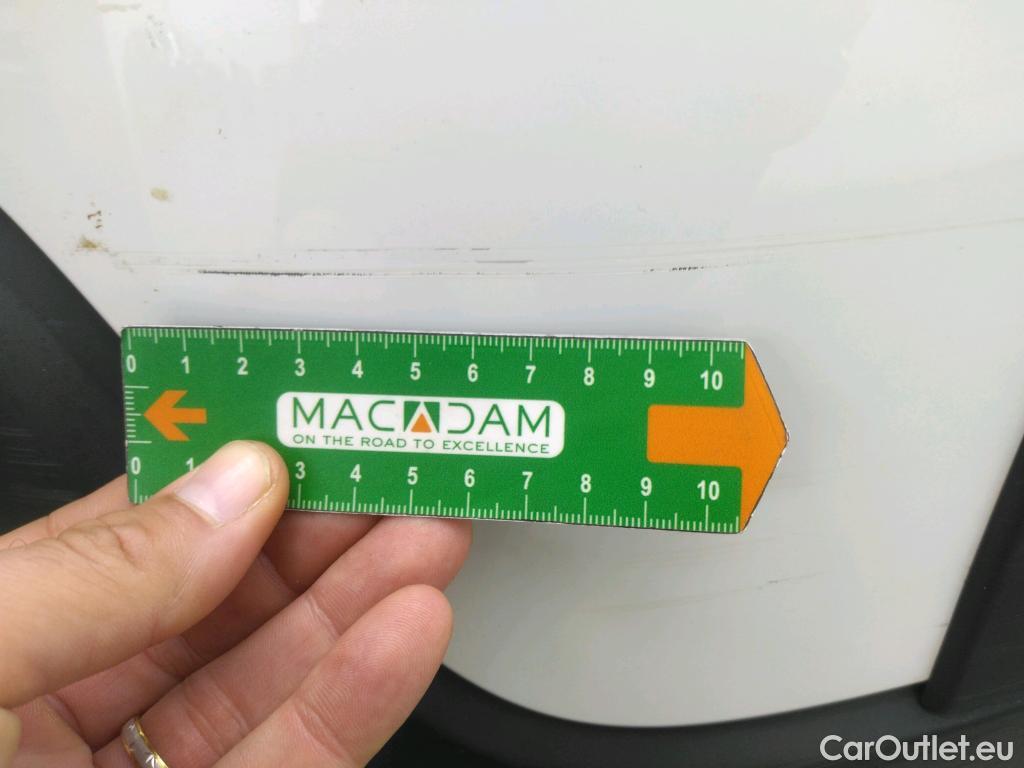 0 1 2 3 4 5 6 7 8 9 10
MACADAM
ON THE ROAD TO EXCELLENCE
0 1 3 4 5 6 7 8 9 10
CarOutlet.eu